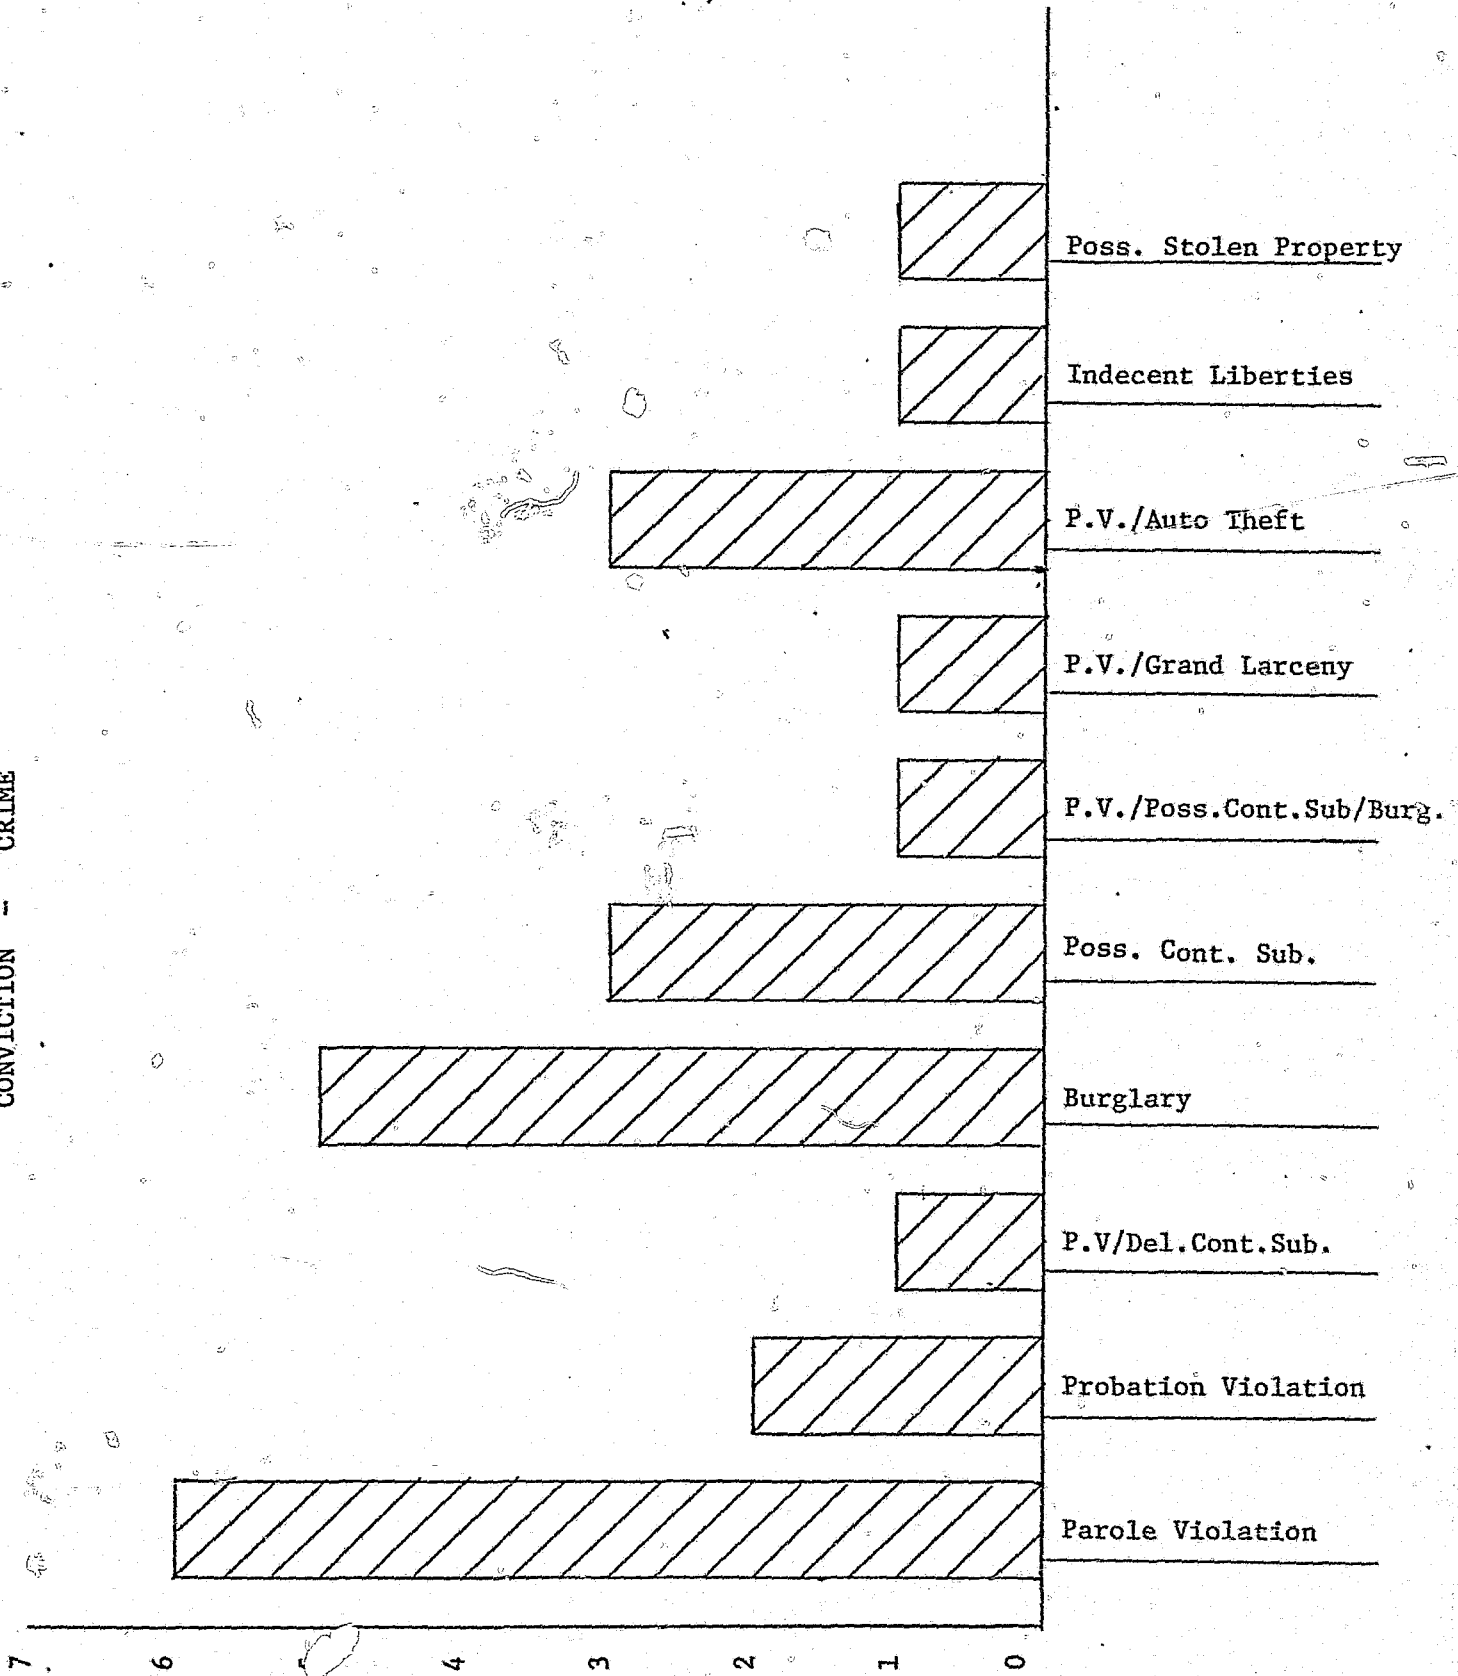 CONVICTION - CRIME
Poss. Stolen Property
Indecent Liberties
P.V./Auto Theft
P.V./Grand Larceny
P.V./Poss.Cont.Sub/Burg.
Poss. Cont. Sub.
Burglary
P.V/Del.Cont.Sub.
Probation Violation
Parole Violation
7 6 4 3 2 1 0